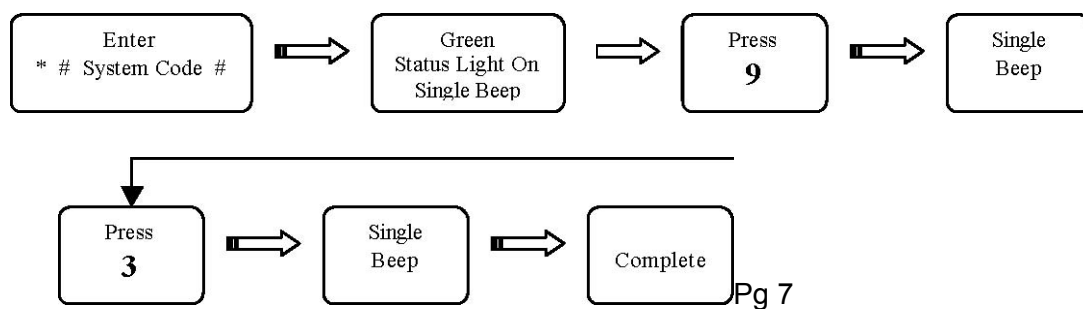 Enter
* # System Code #
Green
Status Light On
Single Beep
Press
9
Single
Beep
Press
3
Single
Beep
Complete
Pg 7